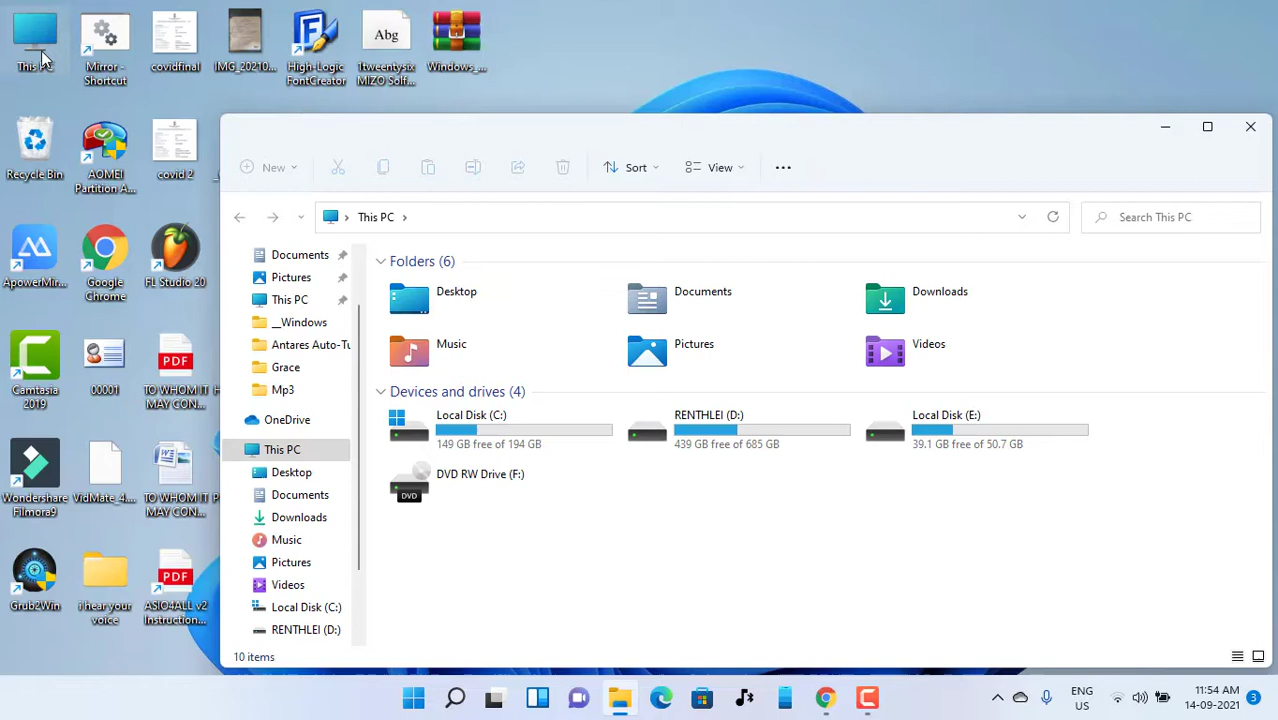 This PC
Mirror -
Shortcut
covidfinal
IMG_20210...
High-Logic
FontCreator
Abg
1tweentysix
MIZO Solf...
Windows_...
Recycle Bin
AOMEI
Partition A...
covid 2
ApowerMir...
Google
Chrome
FL Studio 20
Camtasia
2019
00001
PDF
TO WHOM IT
MAY CON...
Wondershare
Filmora9
VidMate_4....
TO WHOM IT
MAY CON...
Grub2Win
i hear your
voice
PDF
ASIO4ALL v2
Instruction...
New
Sort
View
This PC
Search This PC
Documents
Pictures
This PC
__Windows
Antares Auto-Tu
Grace
Mp3
OneDrive
This PC
Desktop
Documents
Downloads
Music
Pictures
Videos
Local Disk (C:)
RENTHLEI (D:)
Folders (6)
Desktop
Documents
Downloads
Music
Pictures
Videos
Devices and drives (4)
Local Disk (C:)
149 GB free of 194 GB
RENTHLEI (D:)
439 GB free of 685 GB
Local Disk (E:)
39.1 GB free of 50.7 GB
DVD RW Drive (F:)
DVD
10 items
ENG
US
11:54 AM
14-09-2021
3